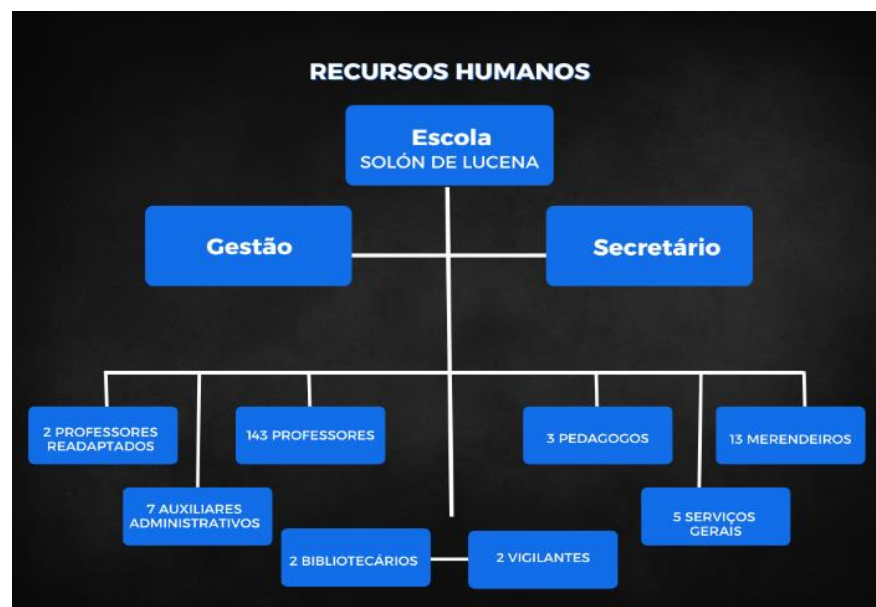 RECURSOS HUMANOS
Escola
SOLÓN DE LUCENA
Gestão
Secretário
2 PROFESSORES
READAPTADOS
143 PROFESSORES
3 PEDAGOGOS
13 MERENDEIROS
7 AUXILIARES
ADMINISTRATIVOS
5 SERVIÇOS
GERAIS
2 BIBLIOTECÁRIOS
2 VIGILANTES